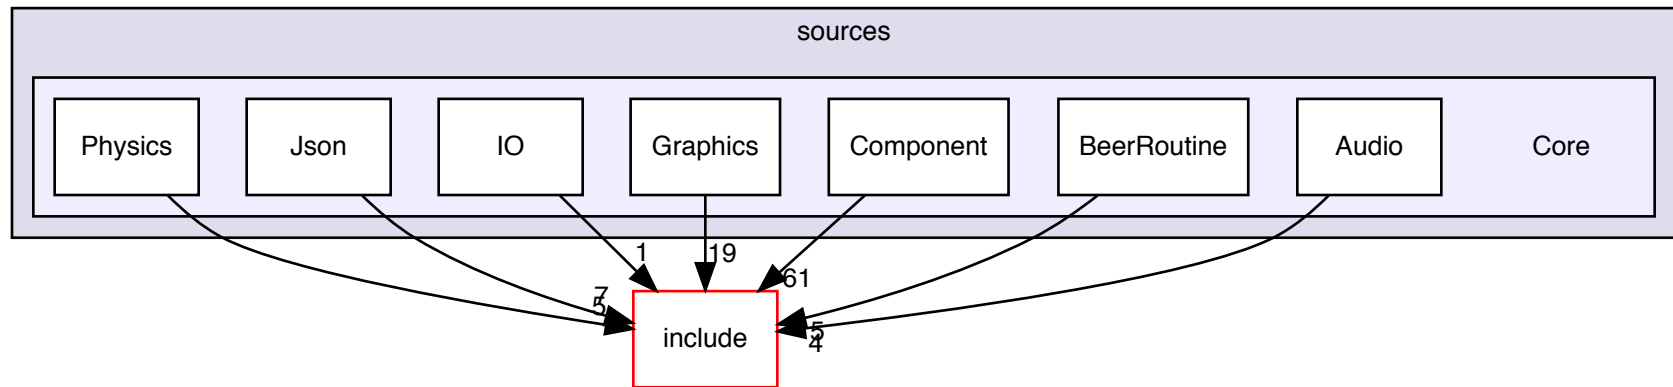 sources
Physics
Json
IO
Graphics
Component
BeerRoutine
Audio
Core
1
19
61
7
5
5
4
include